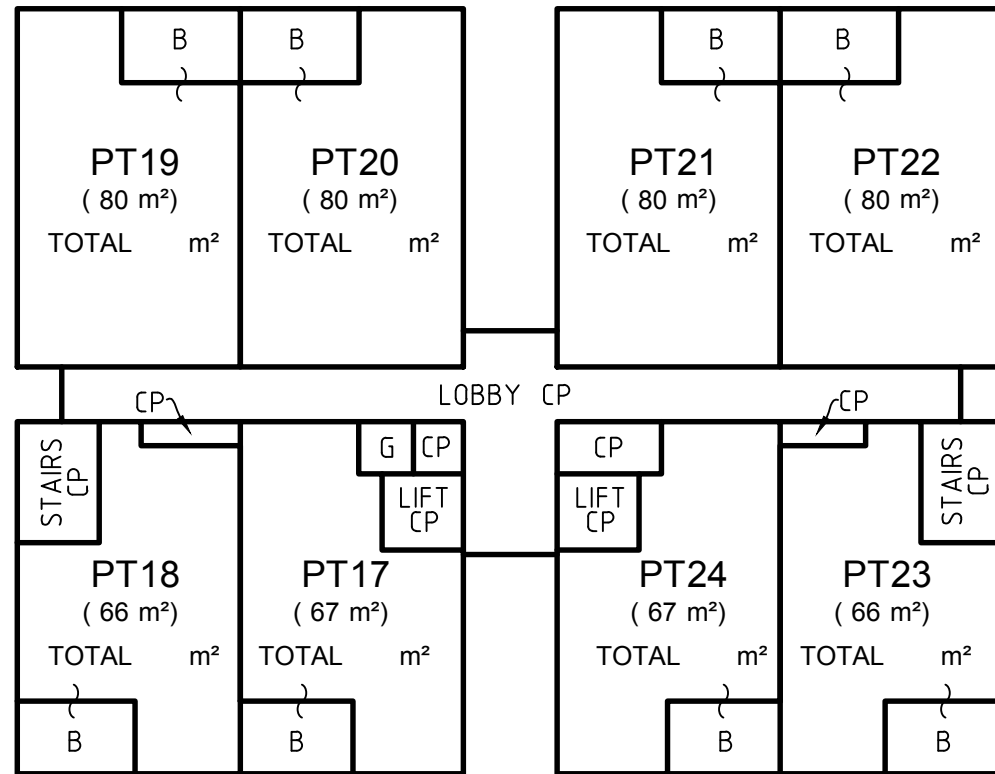 B B B B
PT19 PT20 PT21 PT22
( 80 m²) ( 80 m²) ( 80 m²) ( 80 m²)
TOTAL m² TOTAL m² TOTAL m² TOTAL m²
LOBBY CP
CP CP
STAIRS CP
G CP
LIFT CP
CP
LIFT CP
STAIRS CP
PT18 PT17 PT24 PT23
( 66 m²) ( 67 m²) ( 67 m²) ( 66 m²)
TOTAL m² TOTAL m² TOTAL m² TOTAL m²
B B B B